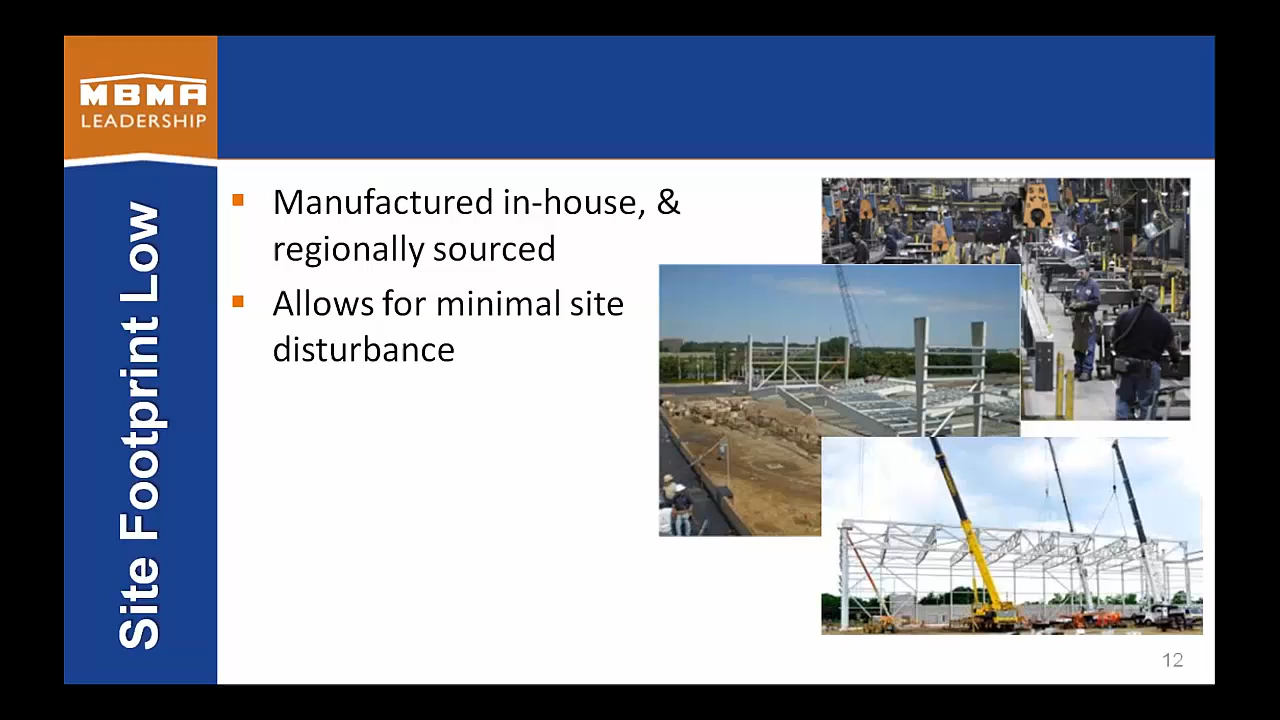 MBMA
LEADERSHIP
Site Footprint Low
Manufactured in-house, &
regionally sourced
Allows for minimal site
disturbance
12